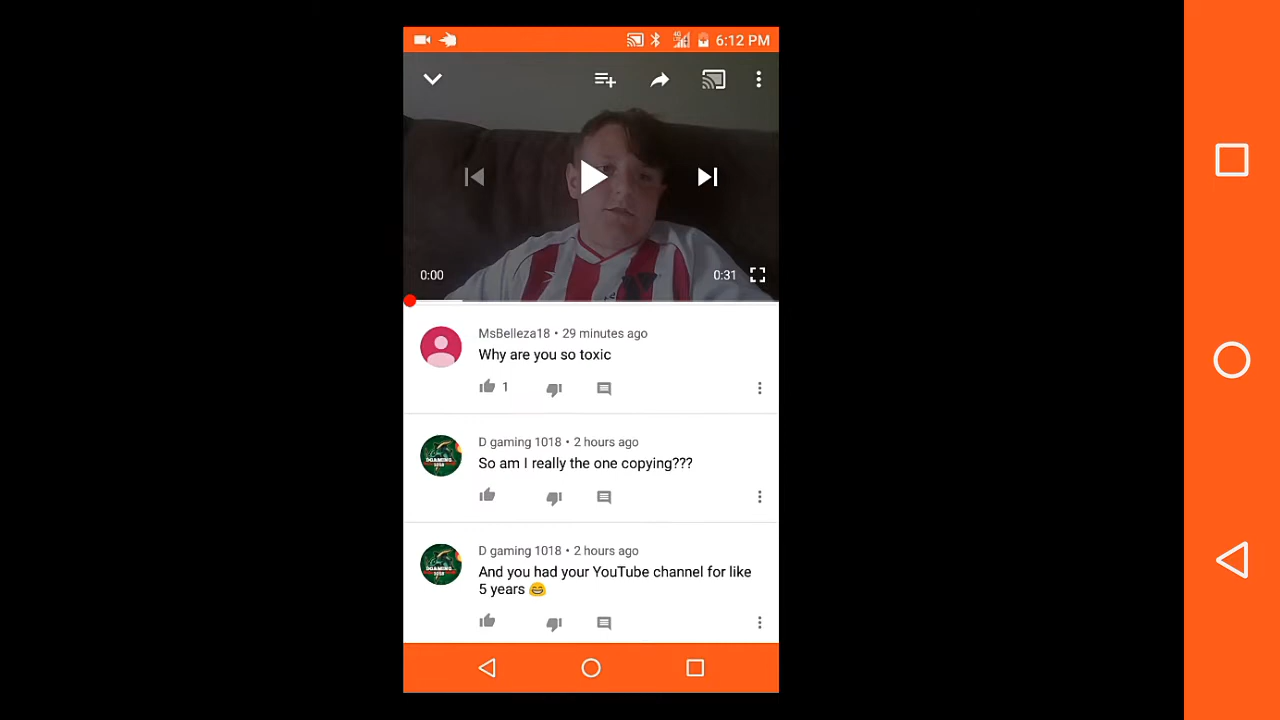 6:12 PM
0:00
0:31
MsBelleza18 • 29 minutes ago
Why are you so toxic
1
D gaming 1018 • 2 hours ago
So am I really the one copying???
D gaming 1018 • 2 hours ago
And you had your YouTube channel for like
5 years 😁